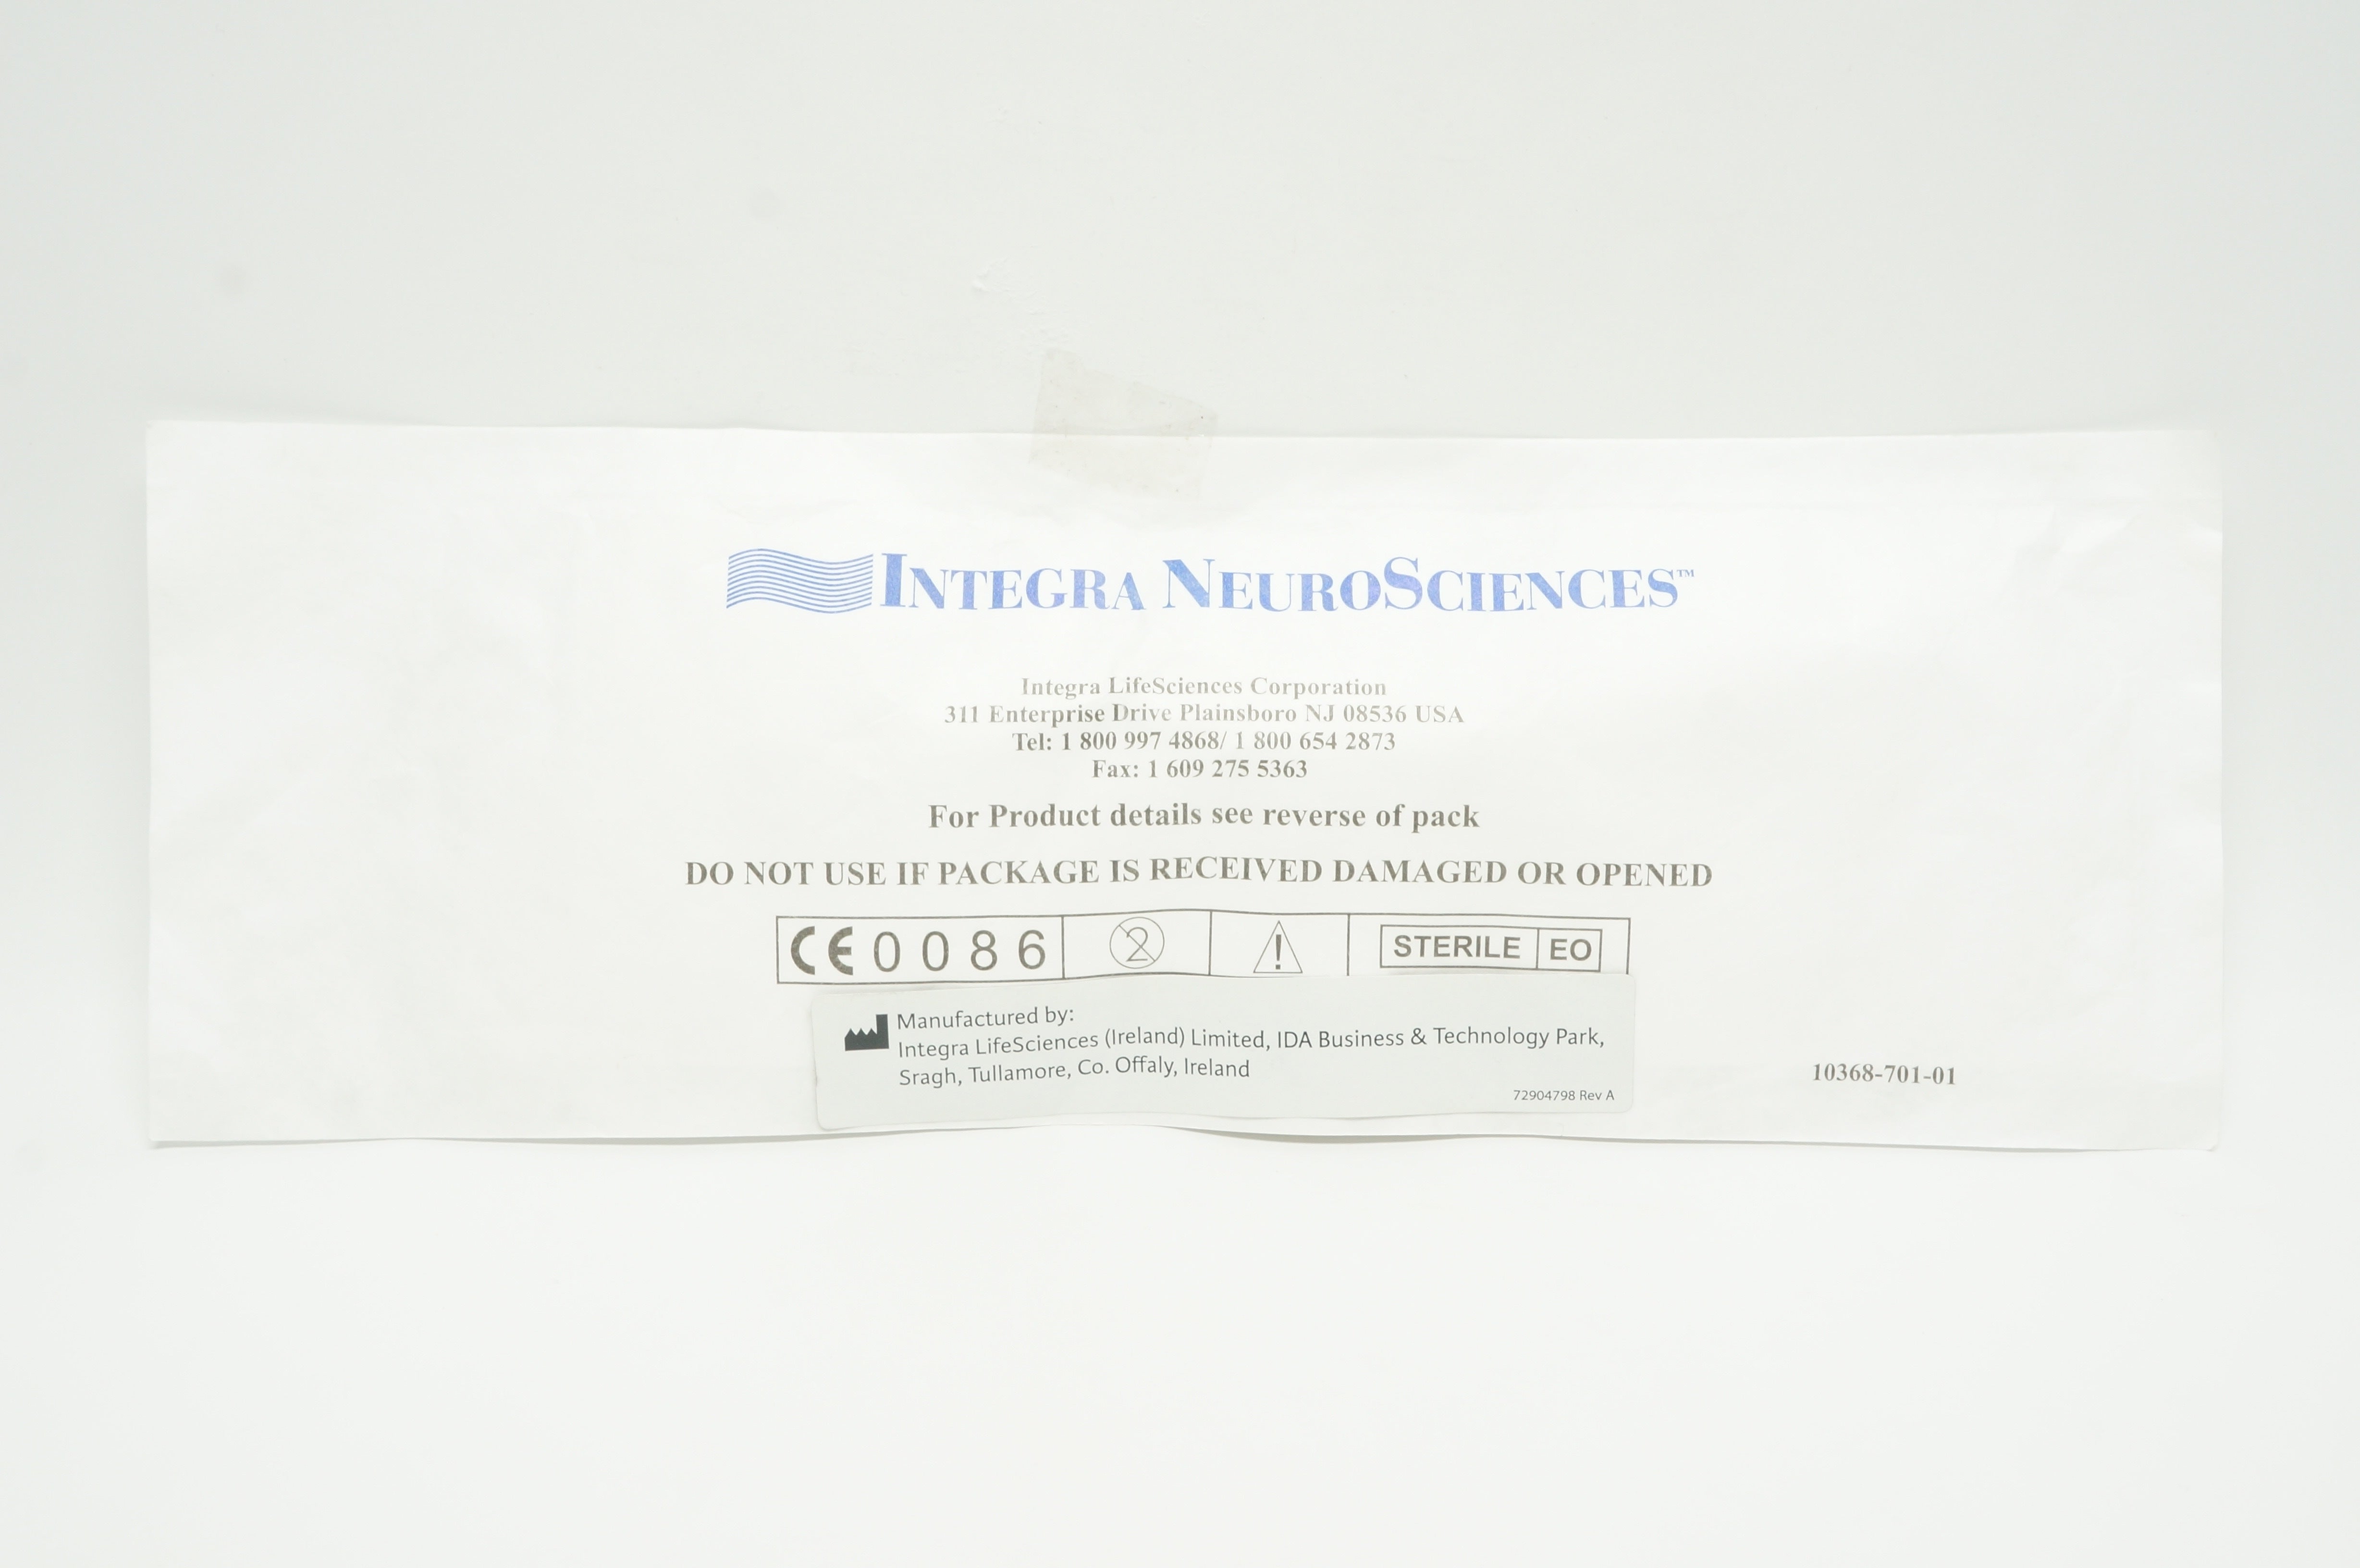 INTEGRA NEUROSCIENCES™
Integra LifeSciences Corporation
311 Enterprise Drive Plainsboro NJ 08536 USA
Tel: 1 800 997 4868/ 1 800 654 2873
Fax: 1 609 275 5363
For Product details see reverse of pack
DO NOT USE IF PACKAGE IS RECEIVED DAMAGED OR OPENED
CE 0086 2 ! STERILE EO
Manufactured by:
Integra LifeSciences (Ireland) Limited, IDA Business & Technology Park,
Sragh, Tullamore, Co. Offaly, Ireland
72904798 Rev A
10368-701-01